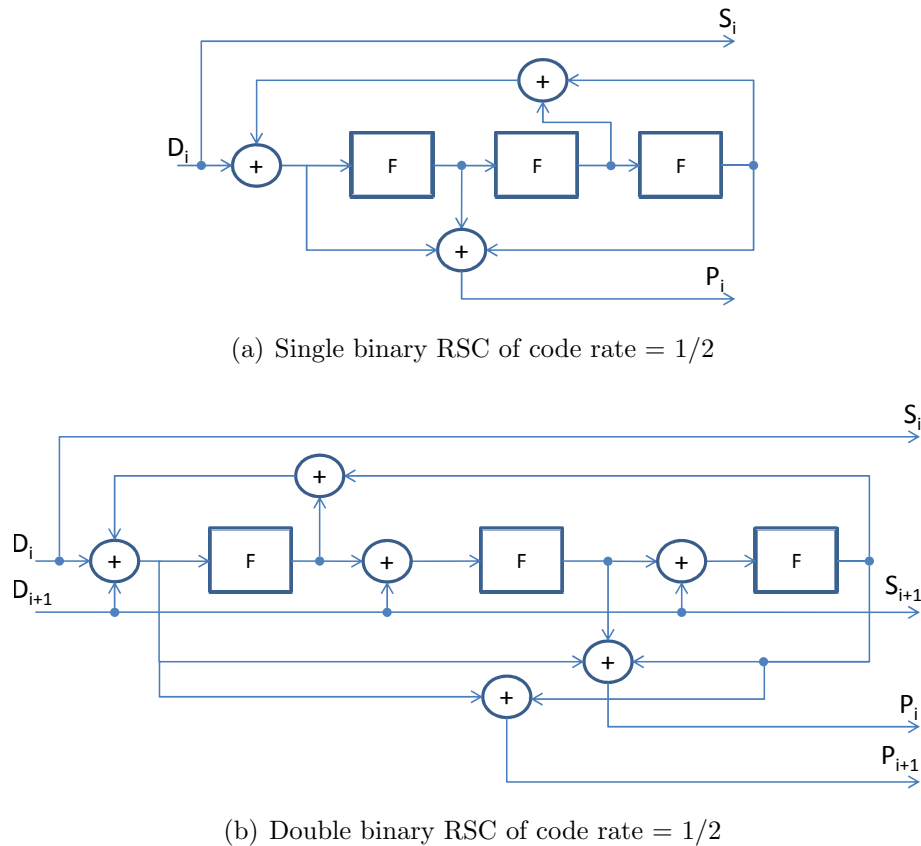 S_i
+
D_i
+ F F F
+
P_i
(a) Single binary RSC of code rate = 1/2
S_i
+
D_i + F + F + F
D_{i+1} S_{i+1}
+
+
P_i
P_{i+1}
(b) Double binary RSC of code rate = 1/2